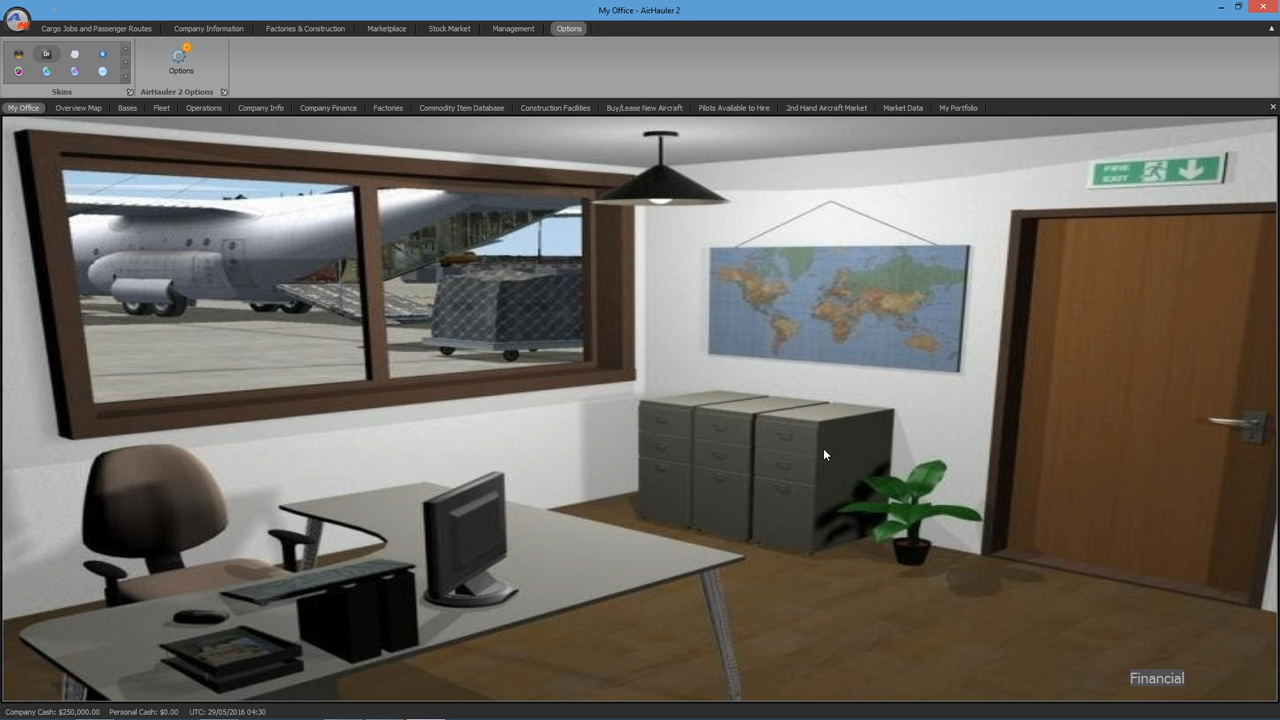 My Office - AirHauler 2
Cargo Jobs and Passenger Routes Company Information Factories & Construction Marketplace Stock Market Management Options
Dr
Options
Skins AirHauler 2 Options
My Office Overview Map Bases Fleet Operations Company Info Company Finance Factories Commodity Item Database Construction Facilities Buy/Lease New Aircraft Pilots Available to Hire 2nd Hand Aircraft Market Market Data My Portfolio
FIRE
EXIT
Financial
Company Cash: $250,000.00 Personal Cash: $0.00 UTC: 29/05/2016 04:30